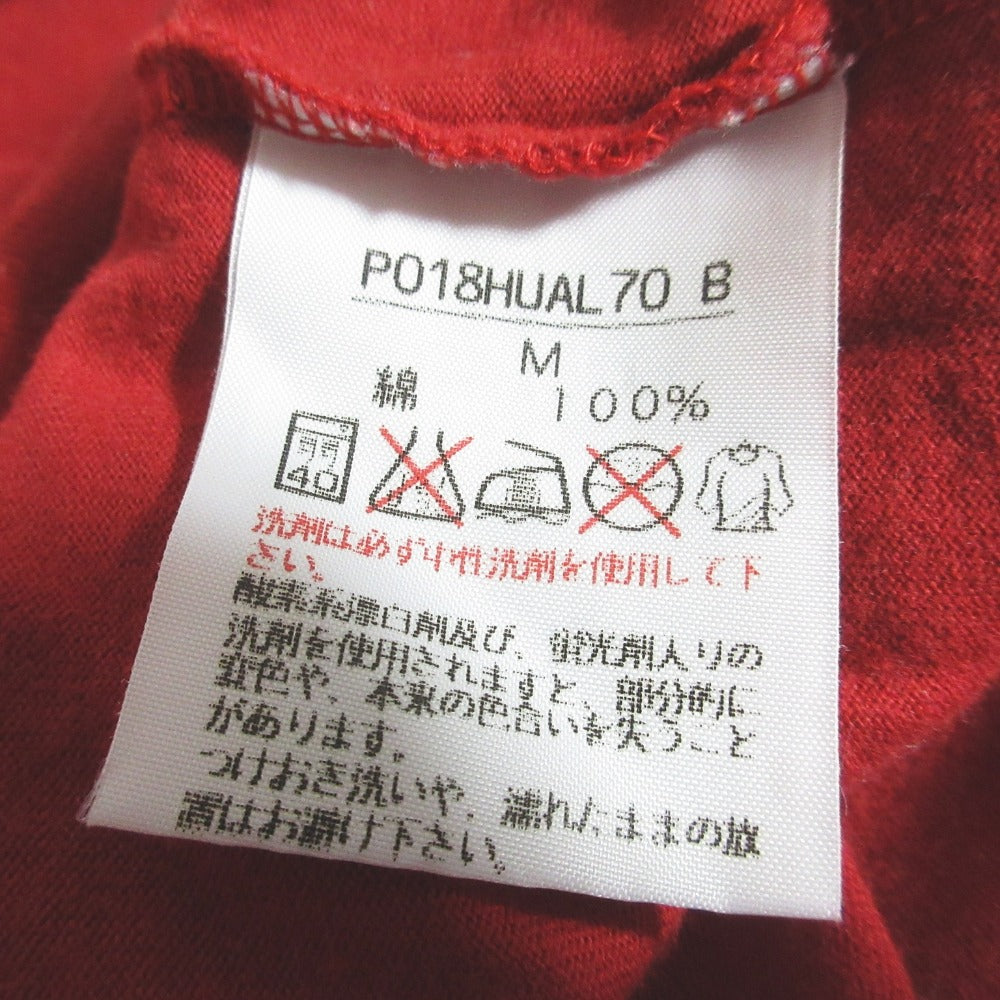 P018HUAL70 B
M
綿 100%
弱 40
洗剤は必ず中性洗剤を使用して下
さい。
酸素系漂白剤及び、蛍光剤入りの
洗剤を使用されますと、部分的に
変色や、本来の色合いを失うこと
があります。
つけおき洗いや、濡れたままの放
置はお避け下さい。